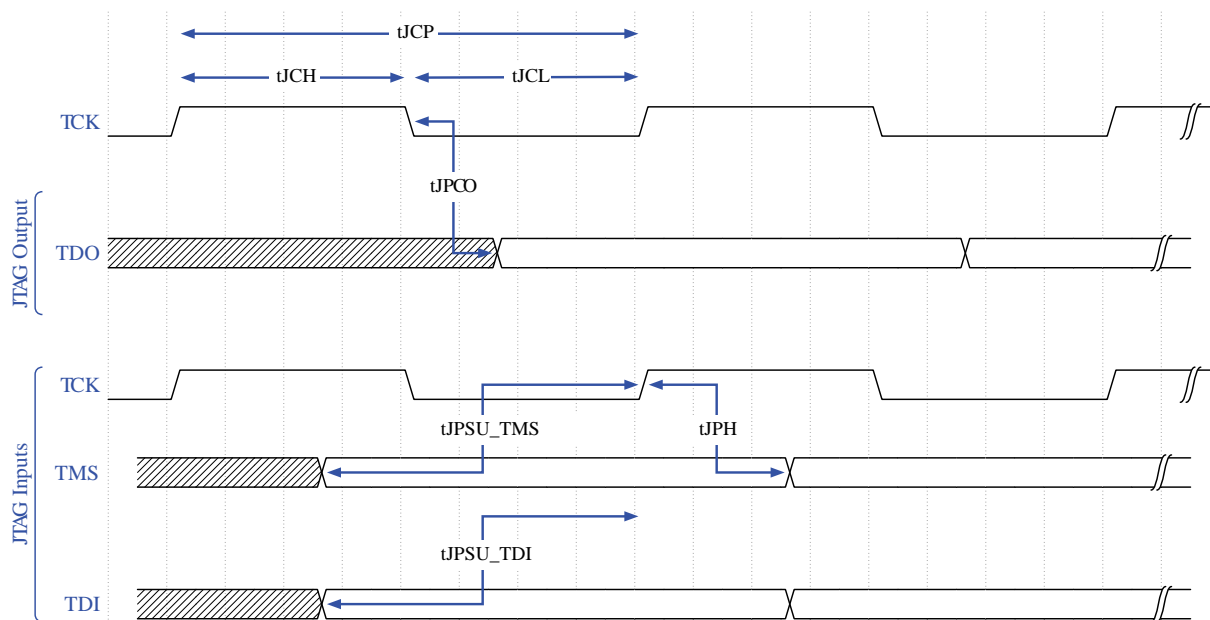 tJCP
tJCH
tJCL
TCK
tJPCO
JTAG Output
TDO
TCK
tJPSU_TMS
tJPH
JTAG Inputs
TMS
tJPSU_TDI
TDI